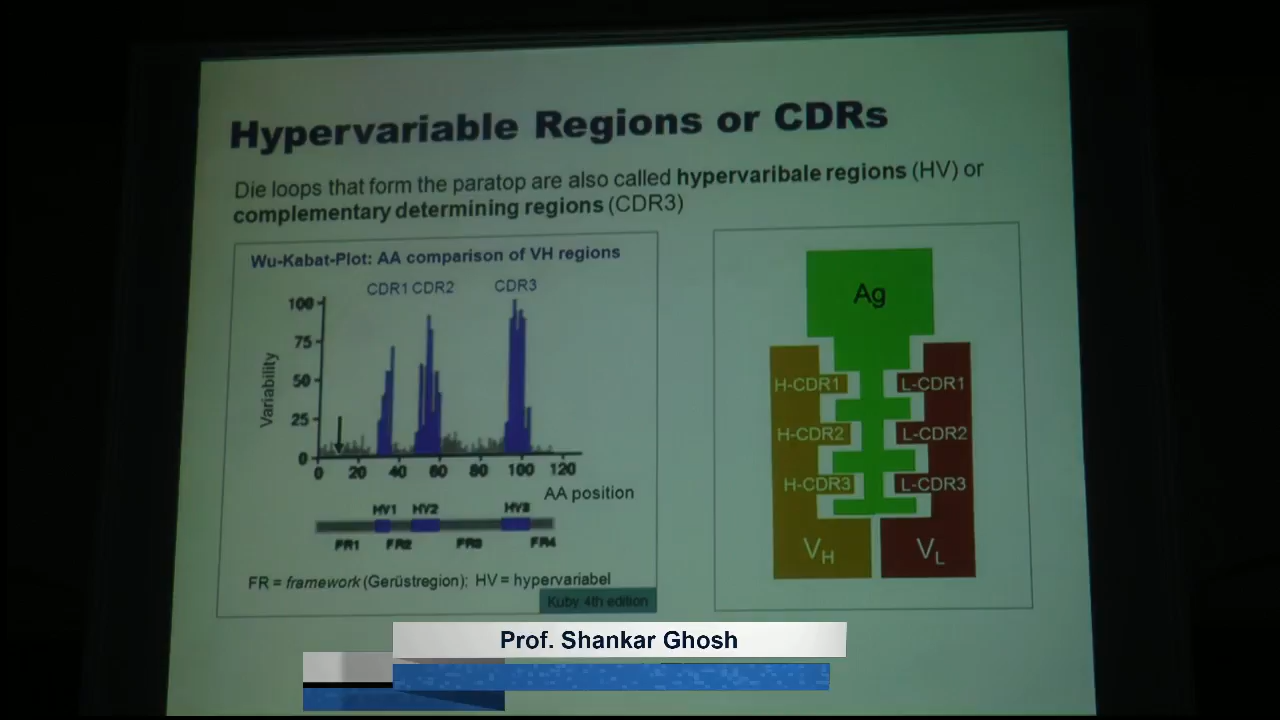 Hypervariable Regions or CDRs
Die loops that form the paratop are also called hypervaribale regions (HV) or
complementary determining regions (CDR3)
Wu-Kabat-Plot: AA comparison of VH regions
CDR1 CDR2 CDR3
Variability
100
75
50
25
0
0 20 40 60 80 100 120
AA position
HV1 HV2 HV3
FR1 FR2 FR3 FR4
FR = framework (Gerüstregion); HV = hypervariabel
Kuby 4th edition
Ag
H-CDR1 L-CDR1
H-CDR2 L-CDR2
H-CDR3 L-CDR3
VH VL
Prof. Shankar Ghosh